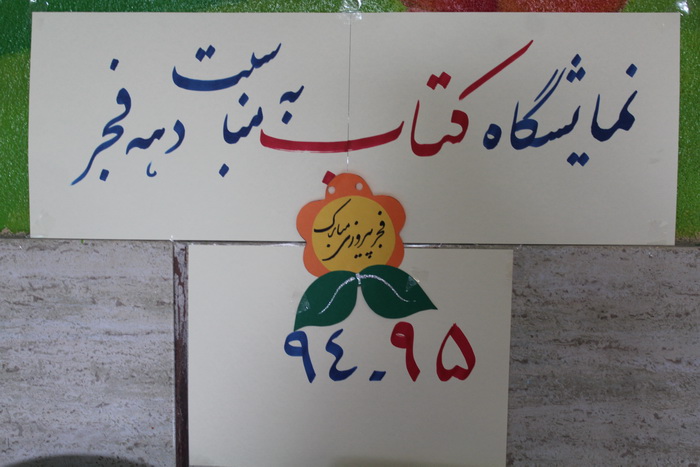 نمایشگاه کتاب به مناسبت دهه فجر
فجر پیروزی مبارک
۹۴.۹۵